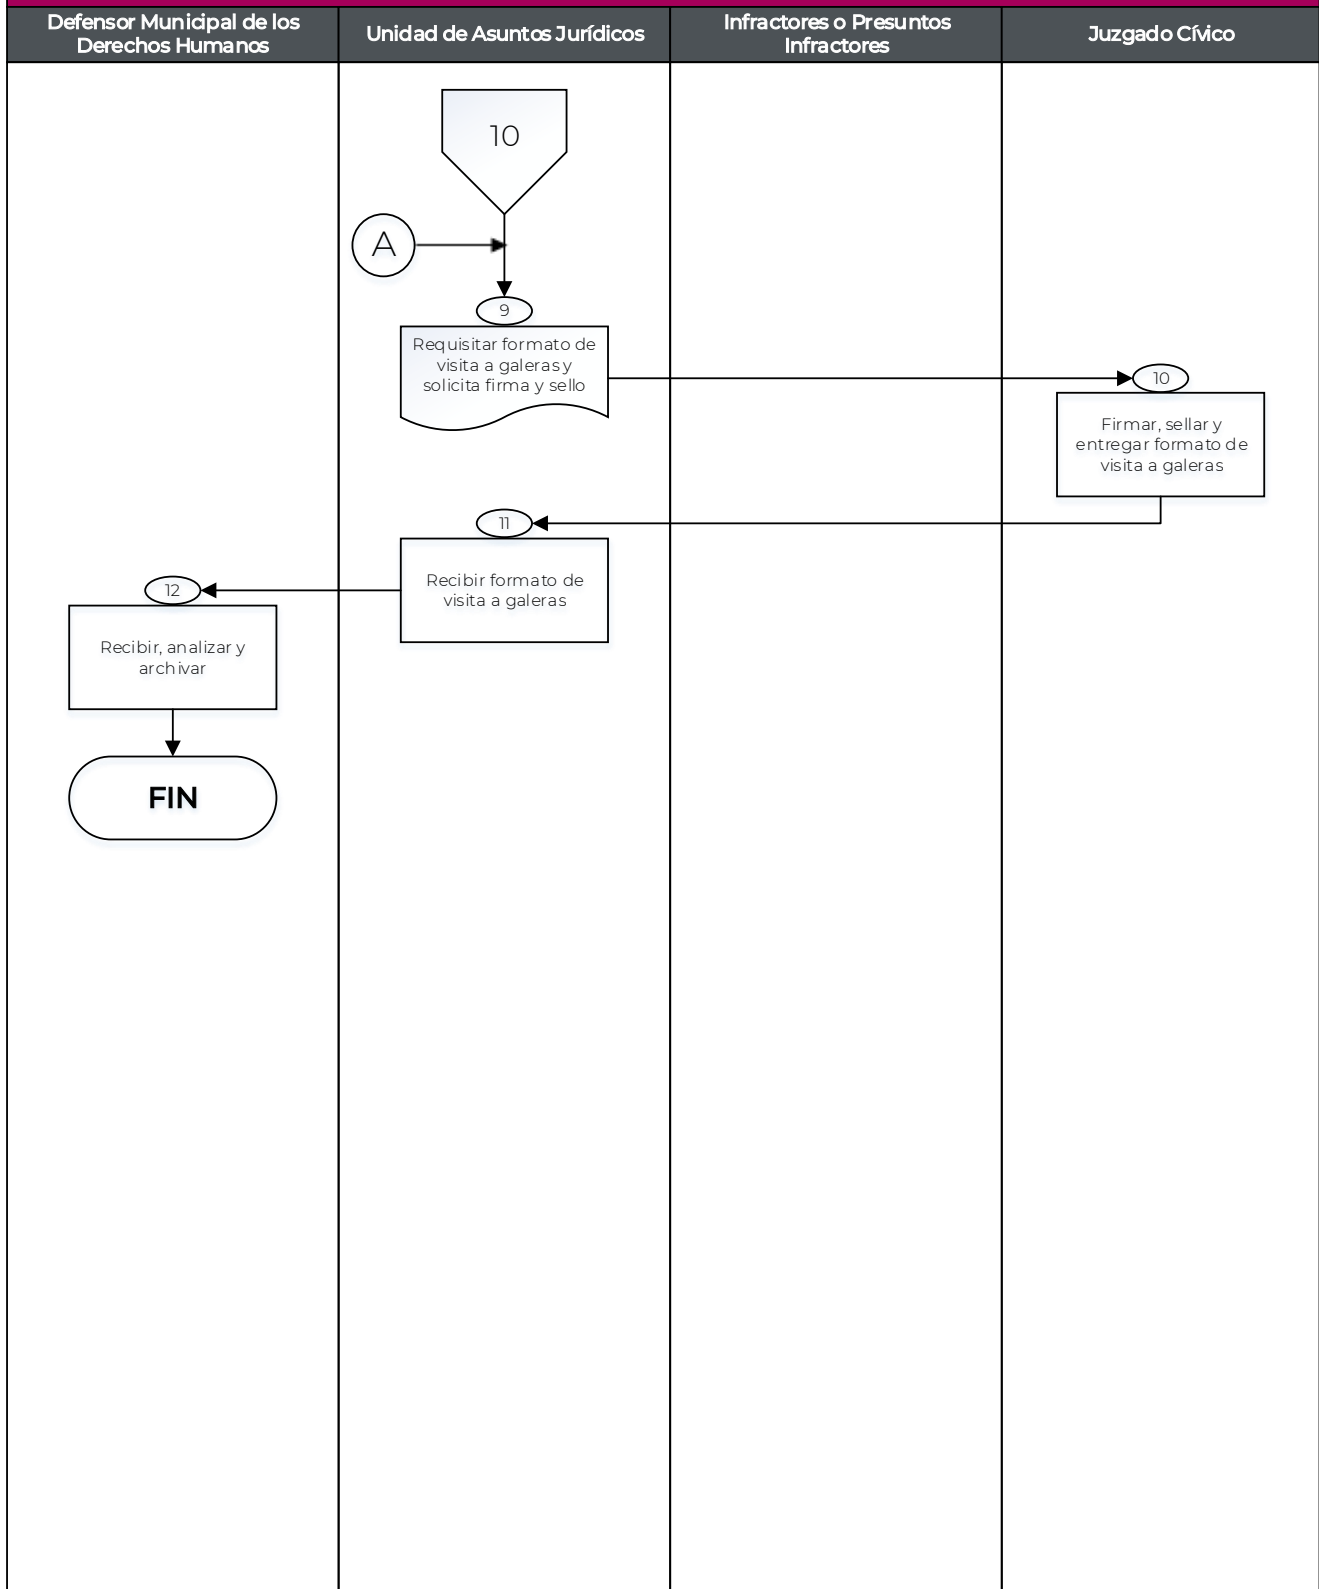 Defensor Municipal de los
Derechos Humanos
Unidad de Asuntos Jurídicos
Infractores o Presuntos
Infractores
Juzgado Cívico
10
A
9
Requisitar formato de
visita a galeras y
solicita firma y sello
10
Firmar, sellar y
entregar formato de
visita a galeras
11
Recibir formato de
visita a galeras
12
Recibir, analizar y
archivar
FIN